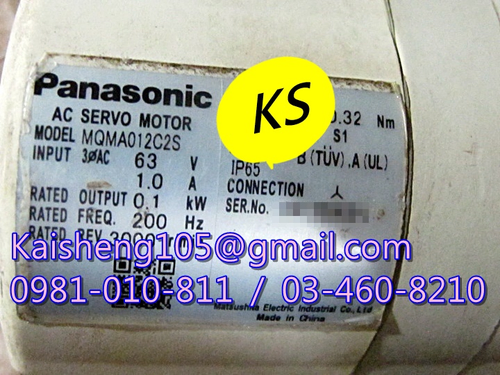 Panasonic
KS
AC SERVO MOTOR
MODEL MQMA012C2S
INPUT 3ØAC 63 V
1.0 A
RATED OUTPUT 0.1 kW
RATED FREQ. 200 Hz
RATED REV.
0.32 Nm
S1
B (TÜV), A (UL)
IP65
CONNECTION
SER.No.
Kaisheng105@gmail.com
0981-010-811 / 03-460-8210
Matsushita Electric Industrial Co., Ltd
Made in China